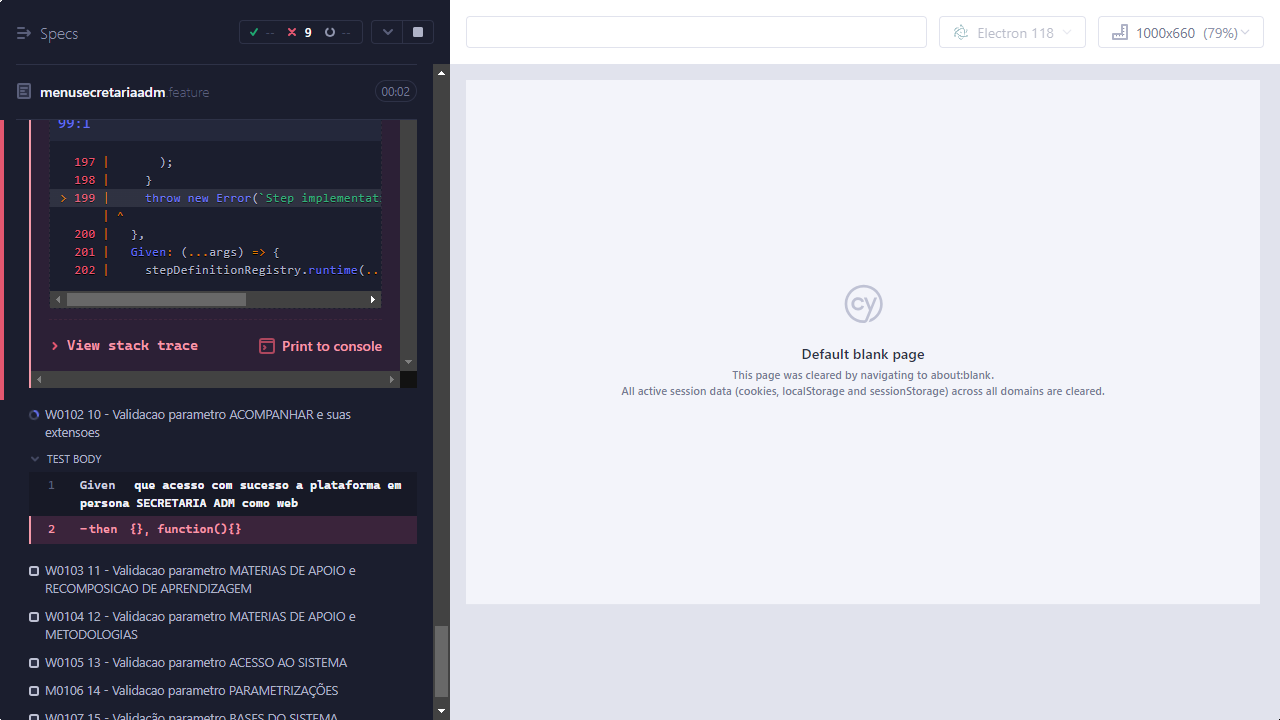 Specs
-- 9 --
Electron 118
1000x660 (79%)
menusecretariaadm feature
00:02
99:1
197 | );
198 | }
> 199 | throw new Error(`Step implementat
| ^
200 | },
201 | Given: (...args) => {
202 | stepDefinitionRegistry.runtime(..
> View stack trace
Print to console
W0102 10 - Validacao parametro ACOMPANHAR e suas
extensoes
TEST BODY
1 Given que acesso com sucesso a plataforma em
persona SECRETARIA ADM como web
2 -then {}, function(){}
W0103 11 - Validacao parametro MATERIAS DE APOIO e
RECOMPOSICAO DE APRENDIZAGEM
W0104 12 - Validacao parametro MATERIAS DE APOIO e
METODOLOGIAS
W0105 13 - Validacao parametro ACESSO AO SISTEMA
M0106 14 - Validacao parametro PARAMETRIZAÇÕES
W0107 15 - Validação parametro BASES DO SISTEMA
cy
Default blank page
This page was cleared by navigating to about:blank.
All active session data (cookies, localStorage and sessionStorage) across all domains are cleared.